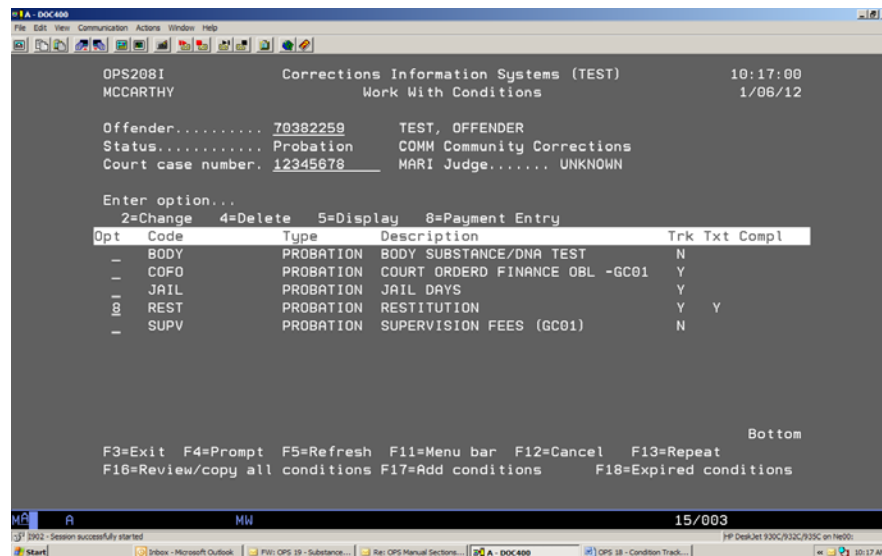 A - DOC400
File Edit View Communication Actions Window Help
OPS208I Corrections Information Systems (TEST) 10:17:00
MCCARTHY Work With Conditions 1/06/12
Offender.......... 70382259 TEST, OFFENDER
Status............ Probation COMM Community Corrections
Court case number. 12345678 MARI Judge....... UNKNOWN
Enter option...
2=Change 4=Delete 5=Display 8=Payment Entry
Opt Code Type Description Trk Txt Compl
_ BODY PROBATION BODY SUBSTANCE/DNA TEST N
_ COFO PROBATION COURT ORDERD FINANCE OBL -GC01 Y
_ JAIL PROBATION JAIL DAYS Y
8 REST PROBATION RESTITUTION Y Y
_ SUPV PROBATION SUPERVISION FEES (GC01) N
Bottom
F3=Exit F4=Prompt F5=Refresh F11=Menu bar F12=Cancel F13=Repeat
F16=Review/copy all conditions F17=Add conditions F18=Expired conditions
MA A MW 15/003
1902 - Session successfully started HP DeskJet 930C/932C/935C on Ne00:
Start Inbox - Microsoft Outlook FW: OPS 19 - Substance... Re: OPS Manual Sections... A - DOC400 OPS 18 - Condition Track... 10:17 A